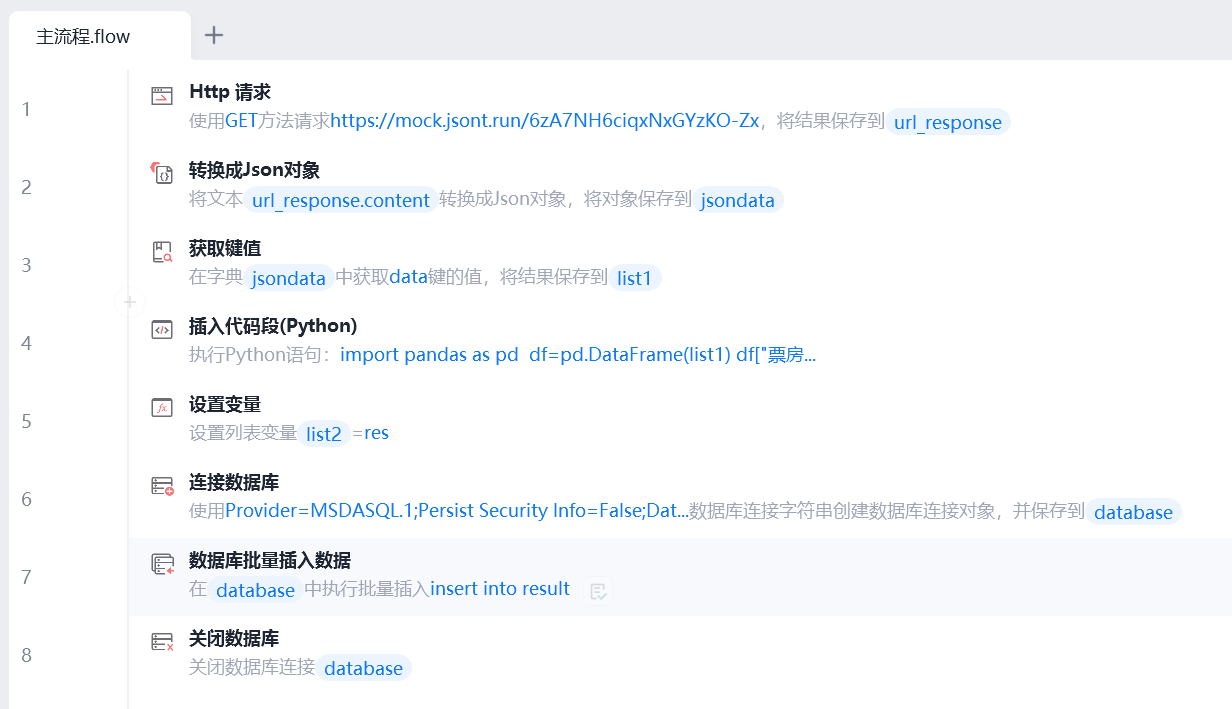 主流程.flow
1
Http 请求
使用GET方法请求https://mock.jsont.run/6zA7NH6ciqxNxGYzKO-Zx，将结果保存到 url_response
2
转换成Json对象
将文本 url_response.content 转换成Json对象，将对象保存到 jsondata
3
获取键值
在字典 jsondata 中获取data键的值，将结果保存到 list1
4
插入代码段(Python)
执行Python语句：import pandas as pd df=pd.DataFrame(list1) df["票房...
5
设置变量
设置列表变量 list2 =res
6
连接数据库
使用Provider=MSDASQL.1;Persist Security Info=False;Dat...数据库连接字符串创建数据库连接对象，并保存到 database
7
数据库批量插入数据
在 database 中执行批量插入insert into result
8
关闭数据库
关闭数据库连接 database